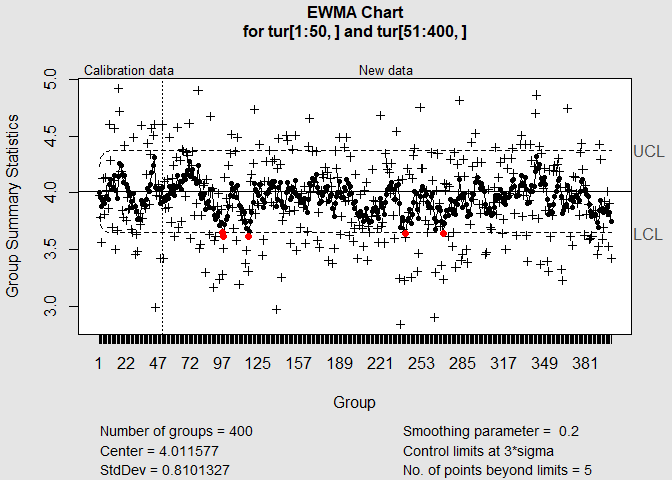 EWMA Chart
for tur[1:50, ] and tur[51:400, ]
Calibration data
New data
Group Summary Statistics
5.0
4.5
4.0
3.5
3.0
UCL
LCL
1 22 47 72 97 125 157 189 221 253 285 317 349 381
Group
Number of groups = 400
Center = 4.011577
StdDev = 0.8101327
Smoothing parameter = 0.2
Control limits at 3*sigma
No. of points beyond limits = 5